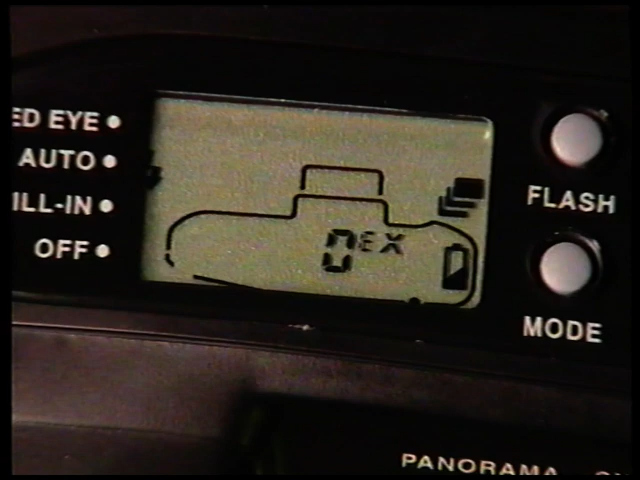 ED EYE
AUTO
ILL-IN
OFF
0EX
FLASH
MODE
PANORAMA